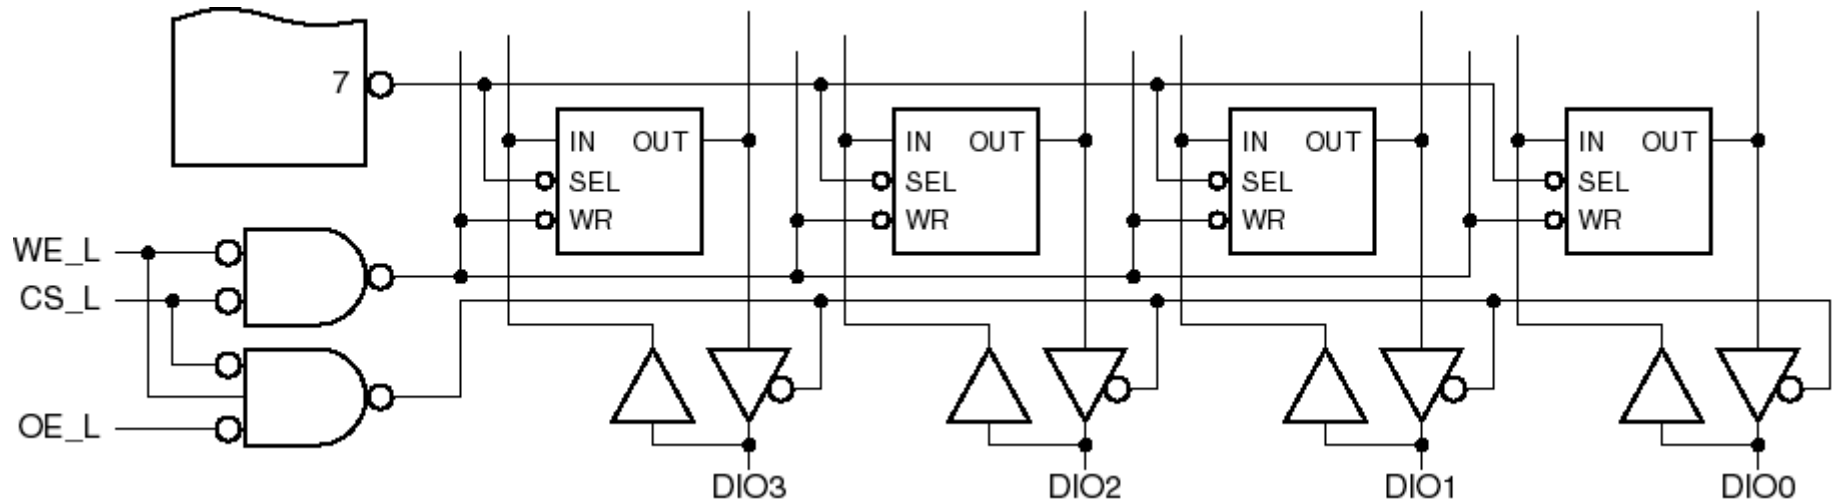 7
IN OUT IN OUT IN OUT IN OUT
SEL SEL SEL SEL
WR WR WR WR
WE_L
CS_L
OE_L
DIO3 DIO2 DIO1 DIO0